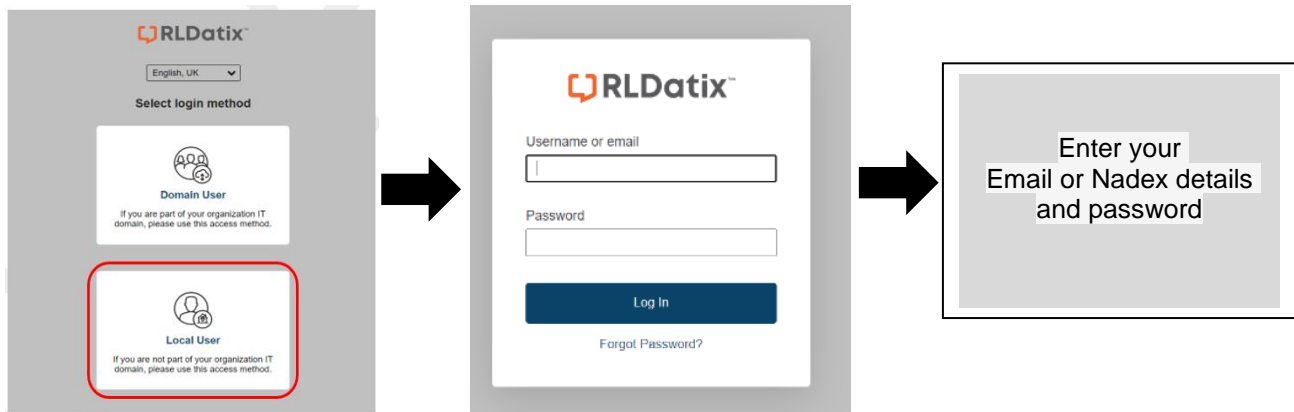 RLDatix™
English, UK
Select login method
Domain User
If you are part of your organization IT
domain, please use this access method.
Local User
If you are not part of your organization IT
domain, please use this access method.
RLDatix™
Username or email
Password
Log In
Forgot Password?
Enter your
Email or Nadex details
and password